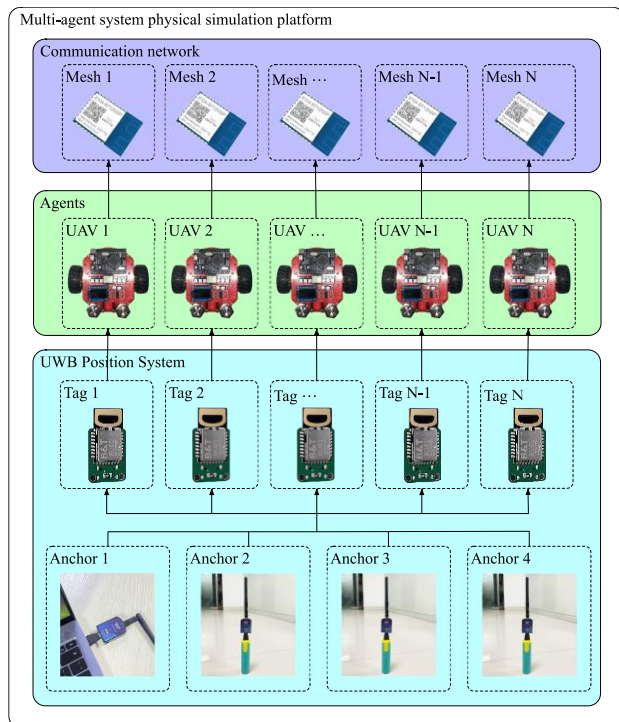 Multi-agent system physical simulation platform
Communication network
Mesh 1 Mesh 2 Mesh ⋯ Mesh N-1 Mesh N
Agents
UAV 1 UAV 2 UAV … UAV N-1 UAV N
UWB Position System
Tag 1 Tag 2 Tag ⋯ Tag N-1 Tag N
Anchor 1 Anchor 2 Anchor 3 Anchor 4